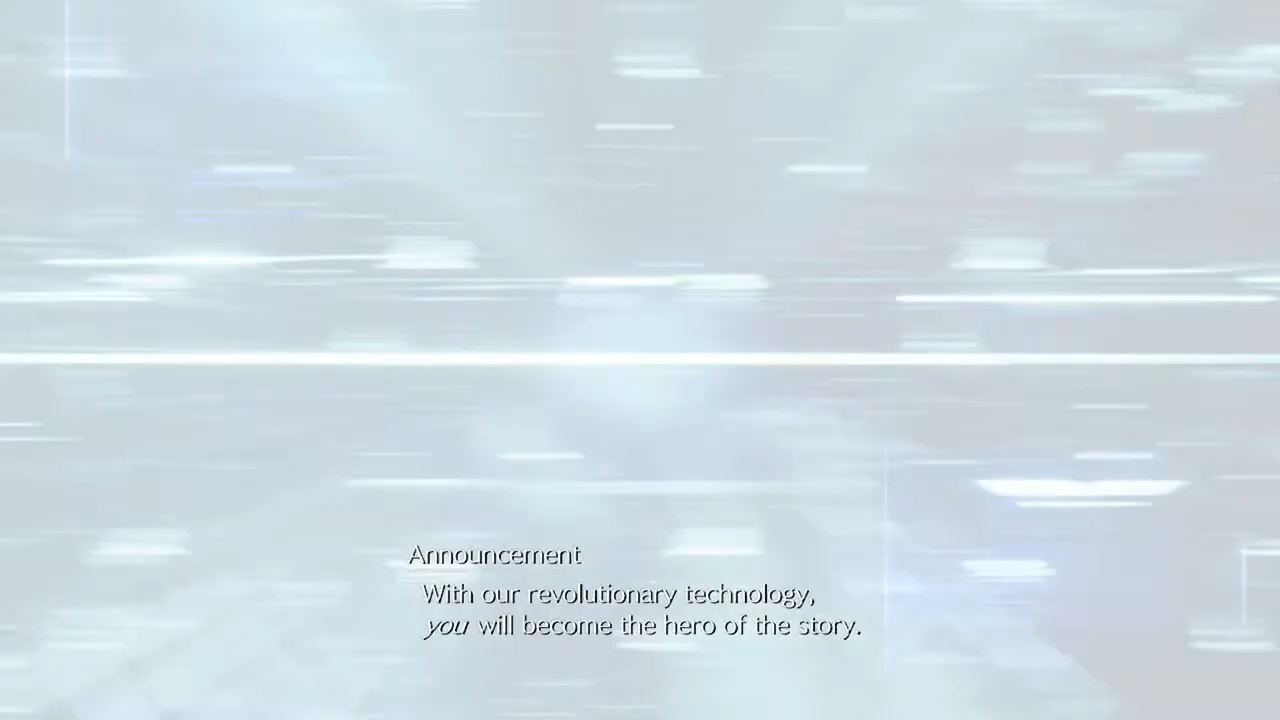 Announcement
With our revolutionary technology,
you will become the hero of the story.